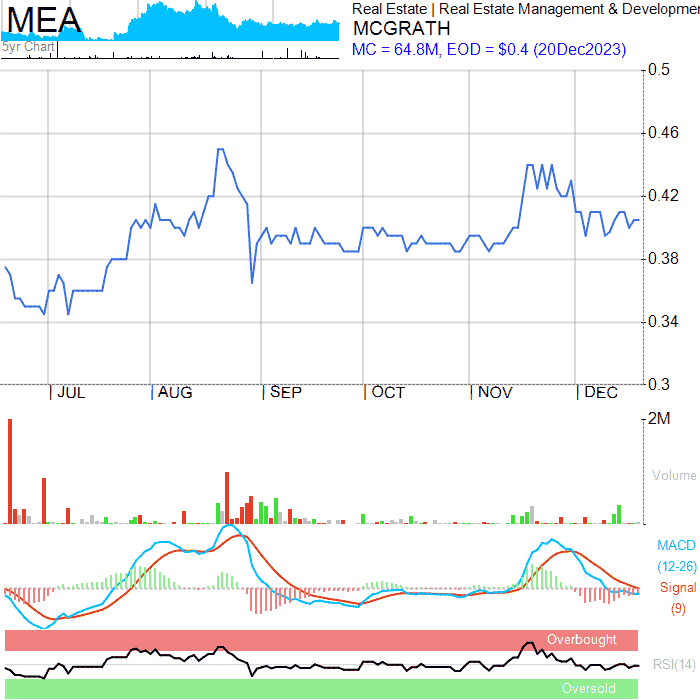 MEA
5yr Chart
Real Estate | Real Estate Management & Developmen
MCGRATH
MC = 64.8M, EOD = $0.4 (20Dec2023)
0.5
0.46
0.42
0.38
0.34
0.3
JUL AUG SEP OCT NOV DEC
2M
Volume
MACD
(12-26)
Signal
(9)
Overbought
RSI(14)
Oversold